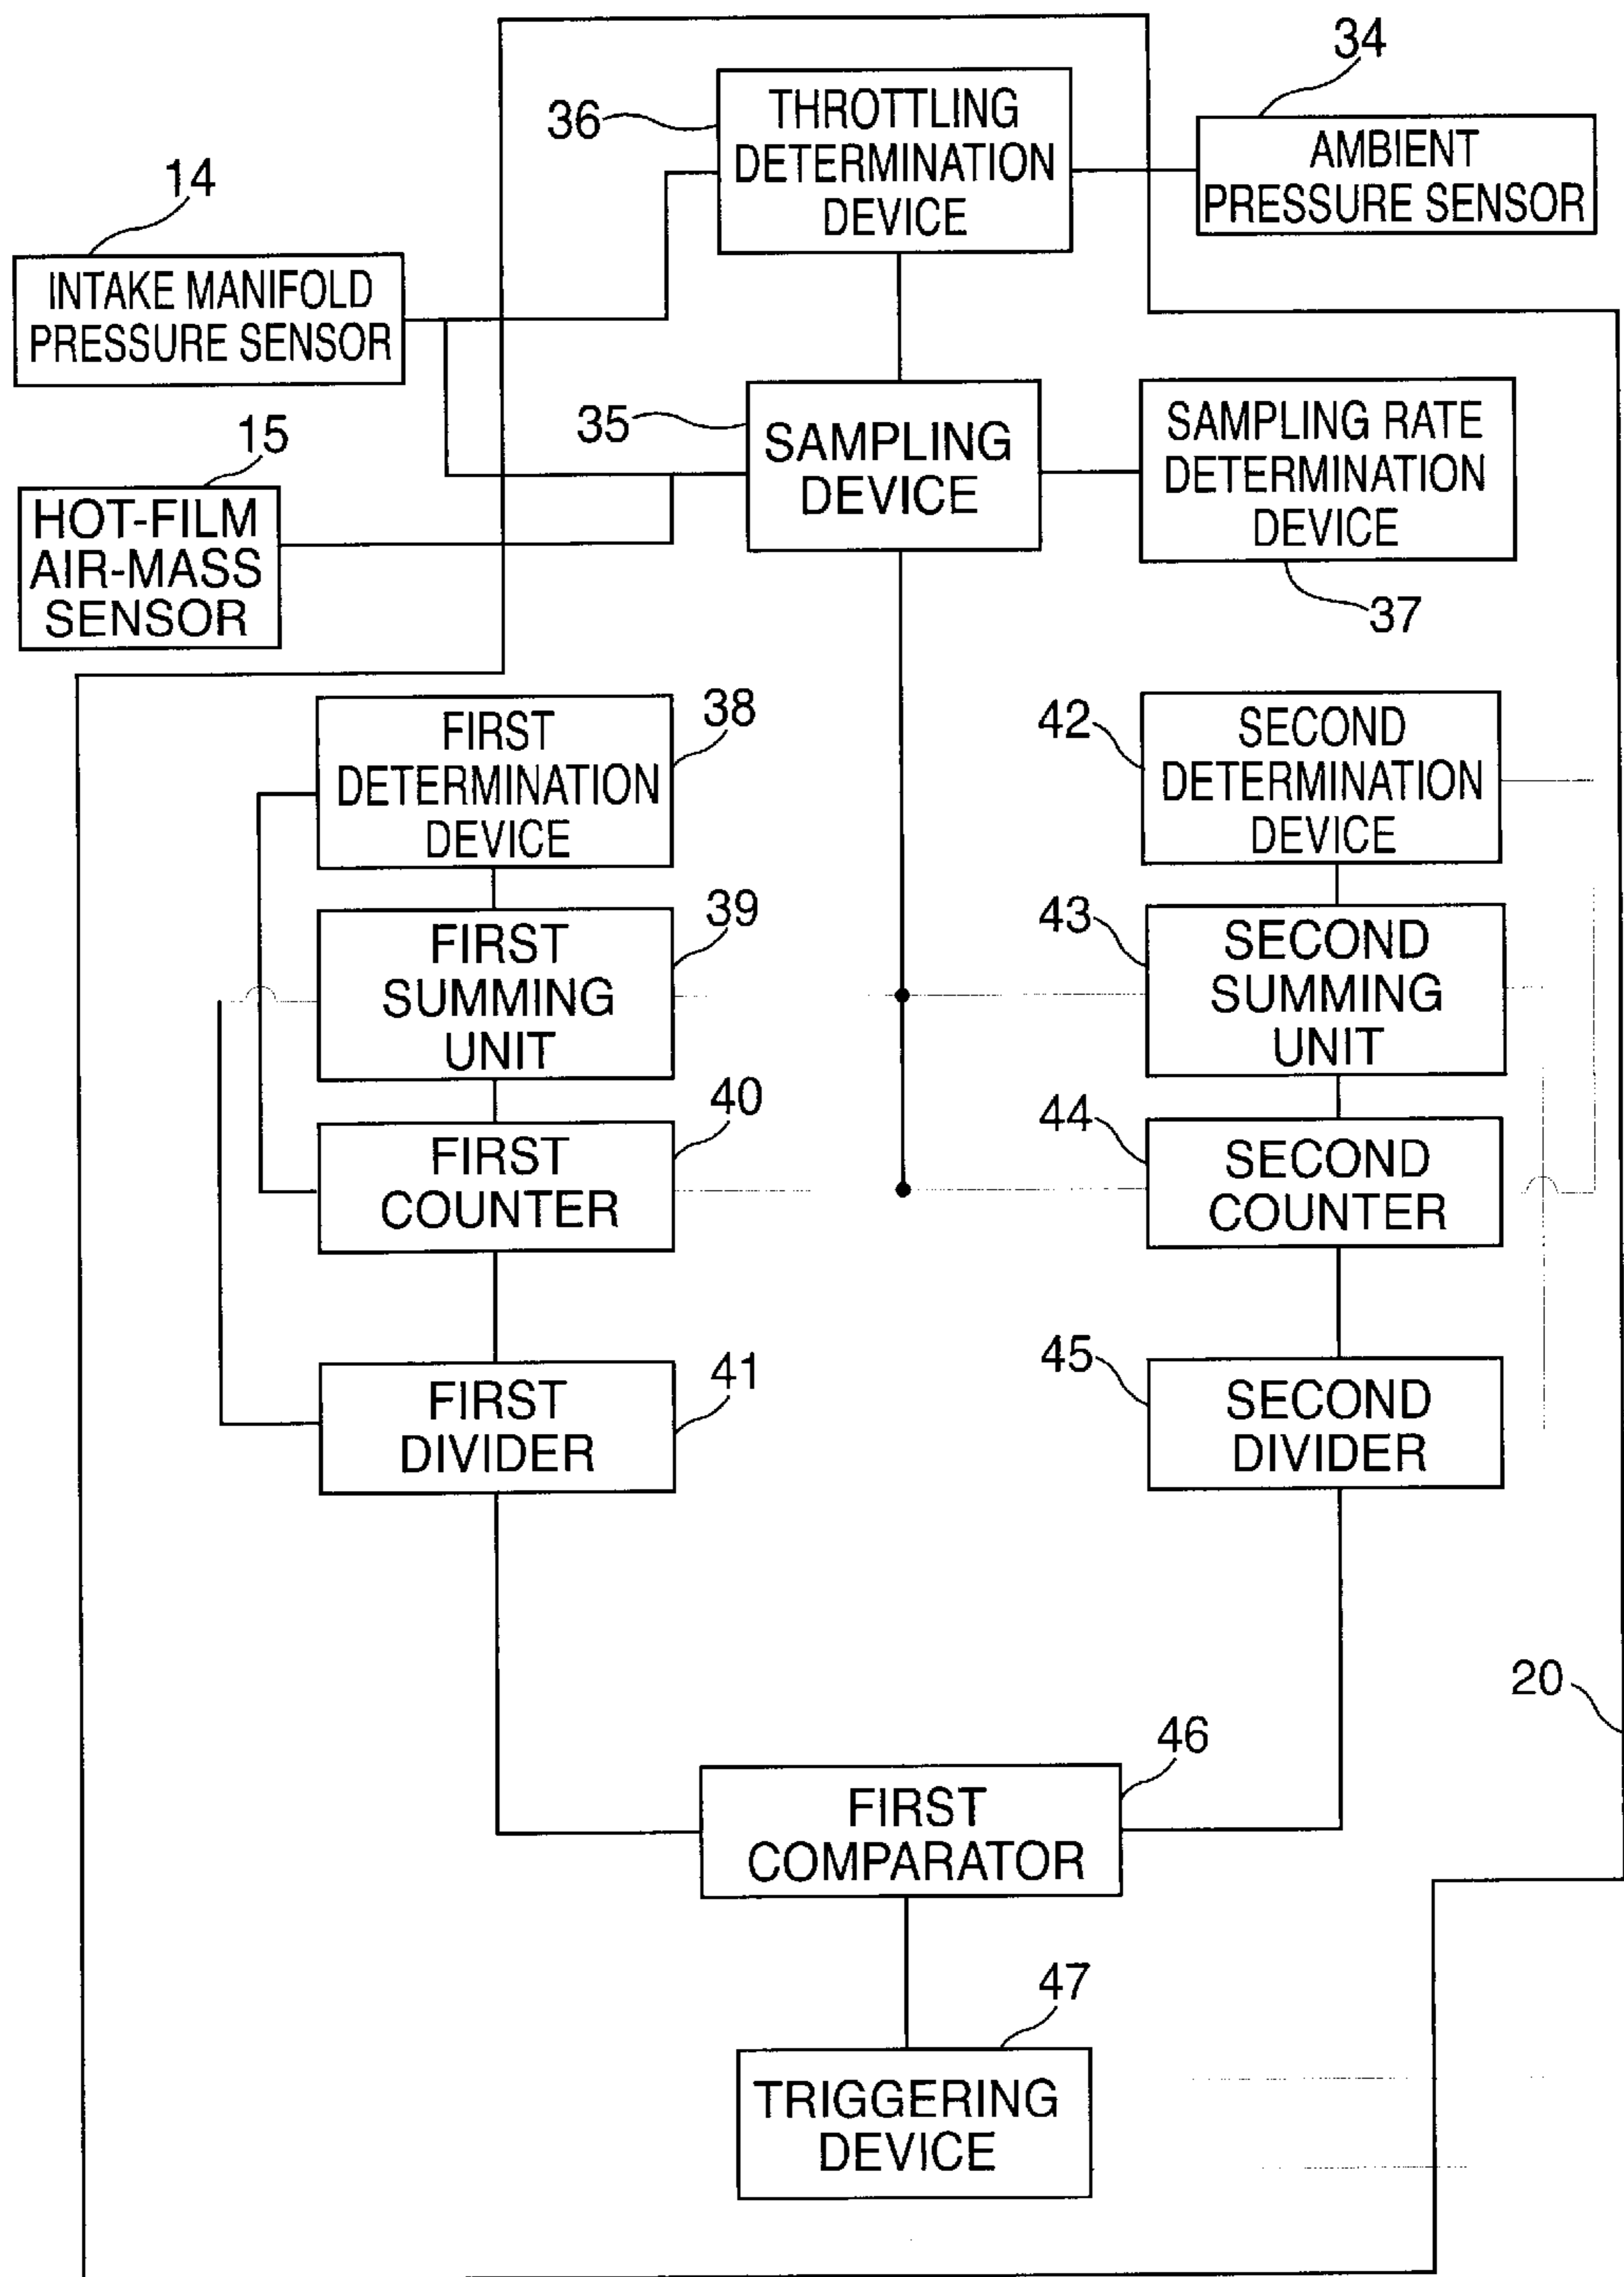 34
36
THROTTLING
DETERMINATION
DEVICE
AMBIENT
PRESSURE SENSOR
14
INTAKE MANIFOLD
PRESSURE SENSOR
35
SAMPLING
DEVICE
SAMPLING RATE
DETERMINATION
DEVICE
37
15
HOT-FILM
AIR-MASS
SENSOR
FIRST
DETERMINATION
DEVICE
38
42
SECOND
DETERMINATION
DEVICE
FIRST
SUMMING
UNIT
39
43
SECOND
SUMMING
UNIT
FIRST
COUNTER
40
44
SECOND
COUNTER
FIRST
DIVIDER
41
45
SECOND
DIVIDER
20
46
FIRST
COMPARATOR
47
TRIGGERING
DEVICE